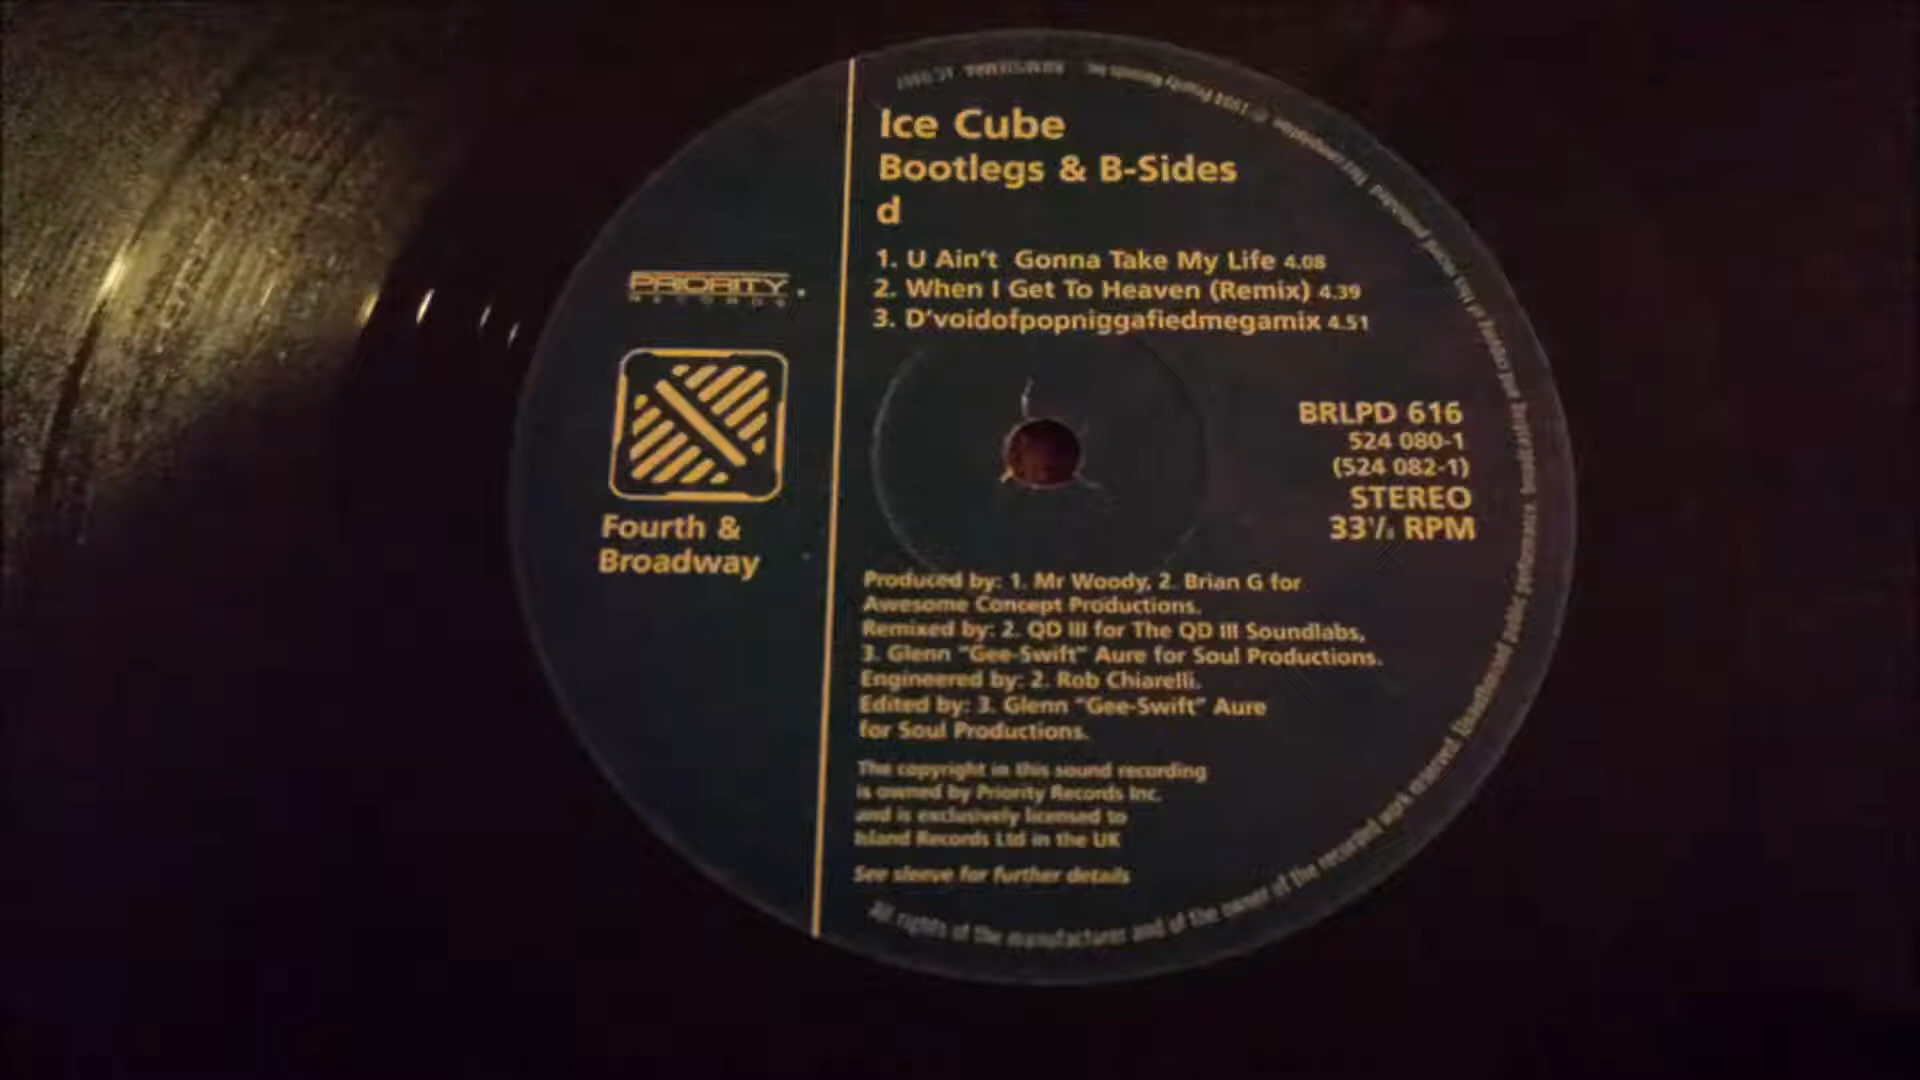 Ice Cube
Bootlegs & B-Sides
d
1. U Ain't Gonna Take My Life 4.08
2. When I Get To Heaven (Remix) 4.39
3. D'voidofpopniggafiedmegamix 4.51
PRIORITY
RECORDS
Fourth &
Broadway
BRLPD 616
524 080-1
(524 082-1)
STEREO
33⅓ RPM
Produced by: 1. Mr Woody, 2. Brian G for
Awesome Concept Productions.
Remixed by: 2. QD III for The QD III Soundlabs,
3. Glenn "Gee-Swift" Aure for Soul Productions.
Engineered by: 2. Rob Chiarelli.
Edited by: 3. Glenn "Gee-Swift" Aure
for Soul Productions.
The copyright in this sound recording
is owned by Priority Records Inc.
and is exclusively licensed to
Island Records Ltd in the UK
See sleeve for further details
All rights of the manufacturer and of the owner of the recorded work reserved. Unauthorised public performance